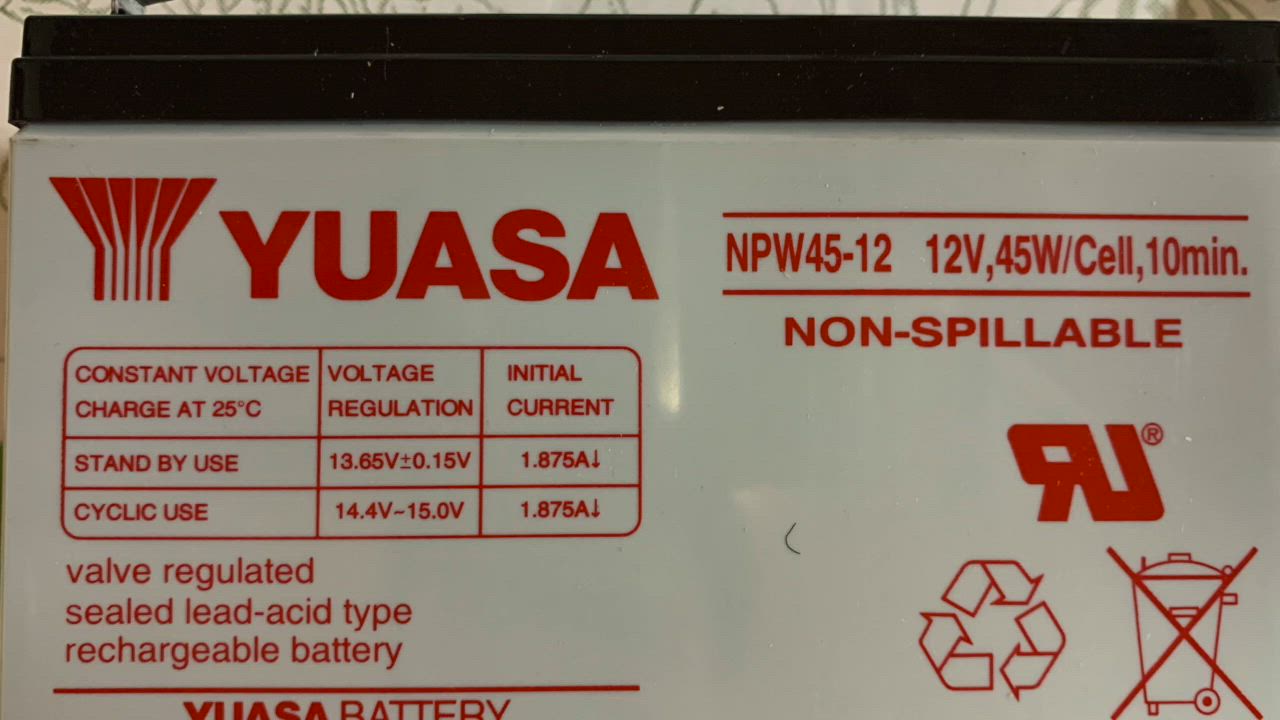 YUASA
NPW45-12 12V,45W/Cell,10min.
NON-SPILLABLE
CONSTANT VOLTAGE CHARGE AT 25°C
VOLTAGE REGULATION
INITIAL CURRENT
STAND BY USE 13.65V±0.15V 1.875A↓
CYCLIC USE 14.4V~15.0V 1.875A↓
valve regulated
sealed lead-acid type
rechargeable battery
YUASA BATTERY